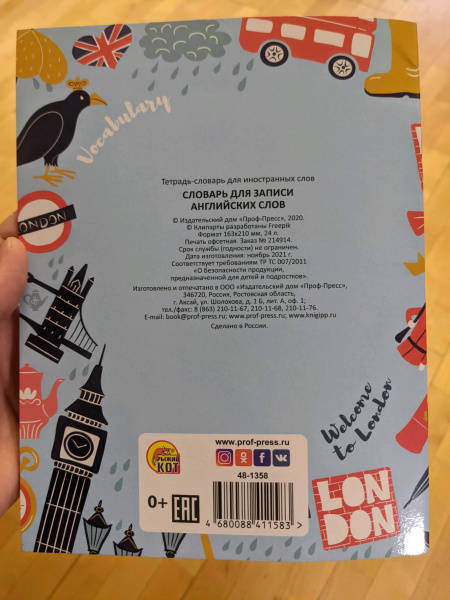 Vocabulary
Тетрадь-словарь для иностранных слов
СЛОВАРЬ ДЛЯ ЗАПИСИ
АНГЛИЙСКИХ СЛОВ
© Издательский дом «Проф-Пресс», 2020.
© Клипарты разработаны Freepik
Формат 163х210 мм, 24 л.
Печать офсетная. Заказ № 214914.
Срок службы (годности) не ограничен.
Дата изготовления: ноябрь 2021 г.
Соответствует требованиям ТР ТС 007/2011
«О безопасности продукции,
предназначенной для детей и подростков».
Изготовлено и отпечатано в ООО «Издательский дом «Проф-Пресс»,
346720, Россия, Ростовская область,
г. Аксай, ул. Шолохова, д. 1 Б, лит. А, оф. 1;
тел./факс: 8 (863) 210-11-67, 210-11-68, 210-11-76.
E-mail: book@prof-press.ru; www.prof-press.ru; www.knigipp.ru
Сделано в России.
LONDON
Welcome
to London
LON
DON
www.prof-press.ru
РЫЖИЙ
КОТ
48-1358
0+
EAC
4 680088 411583 >